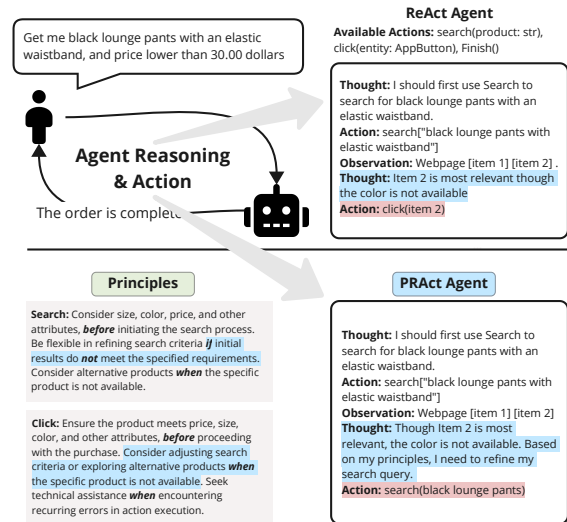 Get me black lounge pants with an elastic
waistband, and price lower than 30.00 dollars
Agent Reasoning
& Action
The order is complete
ReAct Agent
Available Actions: search(product: str),
click(entity: AppButton), Finish()
Thought: I should first use Search to
search for black lounge pants with an
elastic waistband.
Action: search["black lounge pants with
elastic waistband"]
Observation: Webpage [item 1] [item 2] .
Thought: Item 2 is most relevant though
the color is not available
Action: click(item 2)
Principles
Search: Consider size, color, price, and other
attributes, before initiating the search process.
Be flexible in refining search criteria if initial
results do not meet the specified requirements.
Consider alternative products when the specific
product is not available.
Click: Ensure the product meets price, size,
color, and other attributes, before proceeding
with the purchase. Consider adjusting search
criteria or exploring alternative products when
the specific product is not available. Seek
technical assistance when encountering
recurring errors in action execution.
PRAct Agent
Thought: I should first use Search to
search for black lounge pants with an
elastic waistband.
Action: search["black lounge pants with
elastic waistband"]
Observation: Webpage [item 1] [item 2]
Thought: Though Item 2 is most
relevant, the color is not available. Based
on my principles, I need to refine my
search query.
Action: search(black lounge pants)